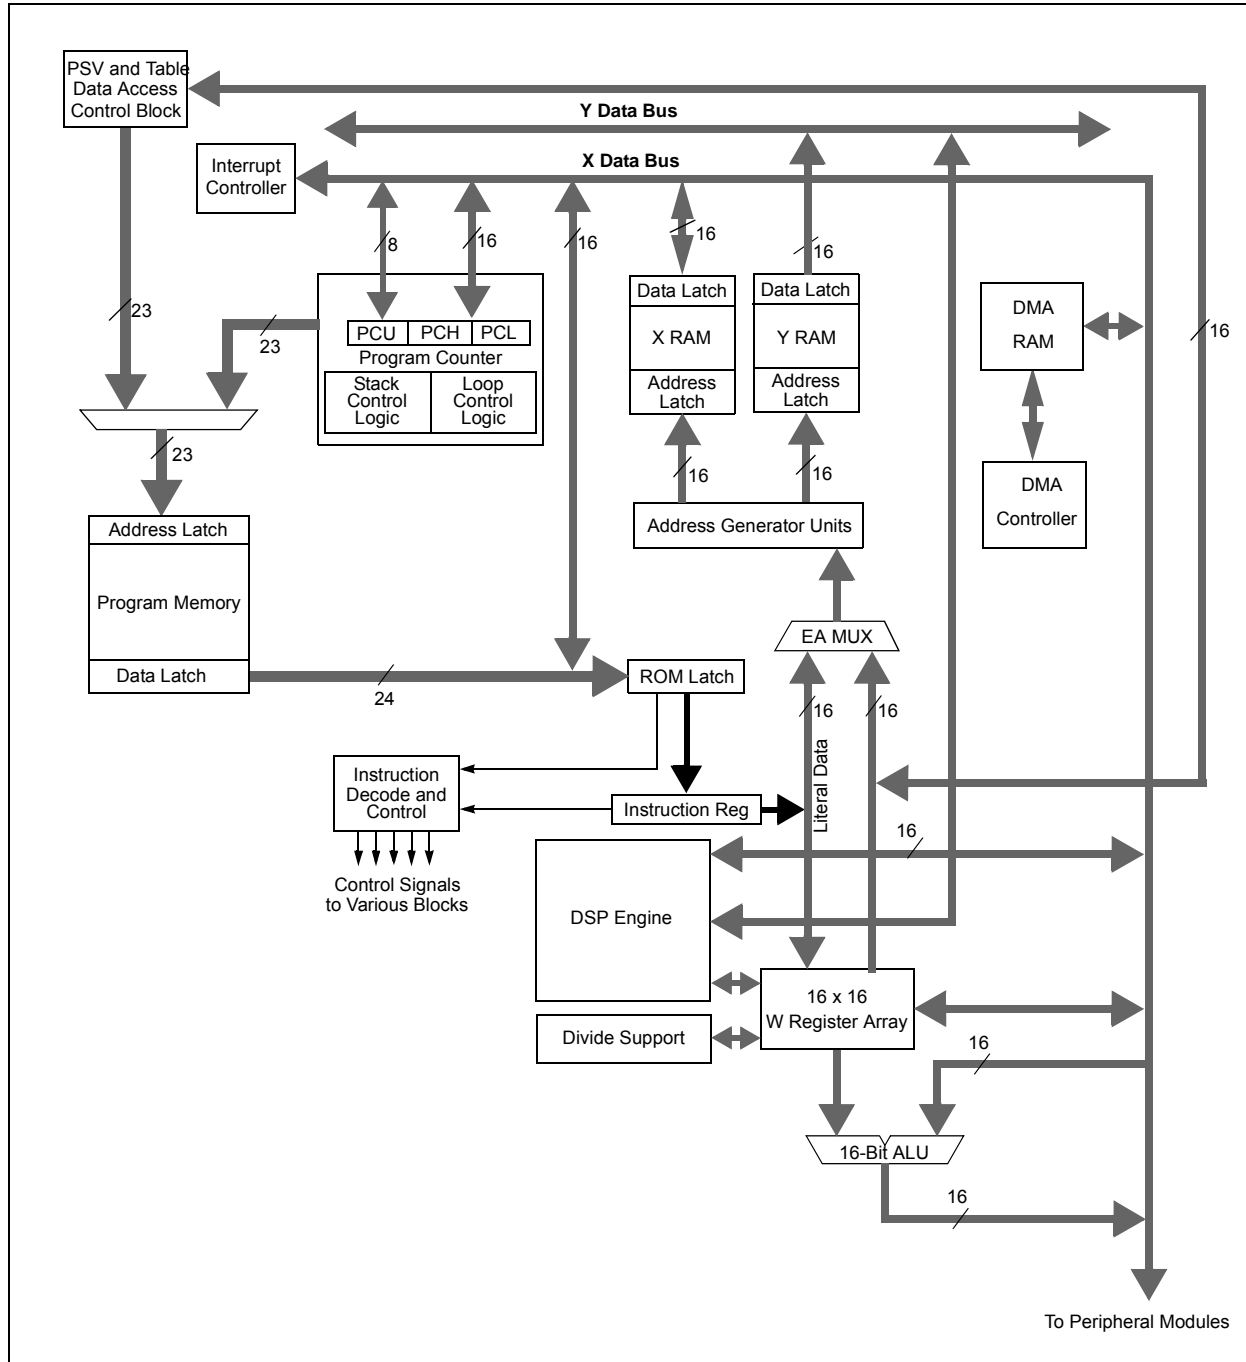 PSV and Table
Data Access
Control Block
Y Data Bus
X Data Bus
Interrupt
Controller
8
16
16
16
16
23
23
16
PCU PCH PCL
Program Counter
Stack
Control
Logic
Loop
Control
Logic
Data Latch
X RAM
Address
Latch
Data Latch
Y RAM
Address
Latch
DMA
RAM
23
16
16
DMA
Controller
Address Generator Units
Address Latch
Program Memory
Data Latch
24
EA MUX
ROM Latch
16
16
Literal Data
Instruction
Decode and
Control
Instruction Reg
Control Signals
to Various Blocks
16
DSP Engine
16 x 16
W Register Array
Divide Support
16
16-Bit ALU
16
To Peripheral Modules